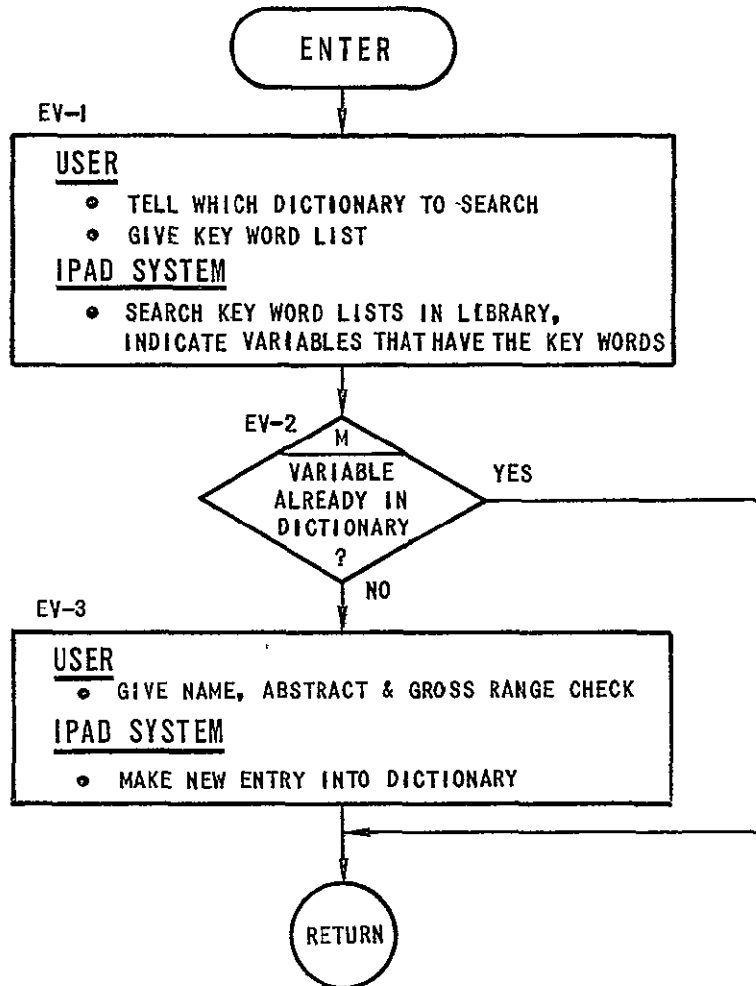 ENTER
EV-1
USER
• TELL WHICH DICTIONARY TO SEARCH
• GIVE KEY WORD LIST
IPAD SYSTEM
• SEARCH KEY WORD LISTS IN LIBRARY,
INDICATE VARIABLES THAT HAVE THE KEY WORDS
EV-2
M
VARIABLE
ALREADY IN
DICTIONARY
?
YES
NO
EV-3
USER
• GIVE NAME, ABSTRACT & GROSS RANGE CHECK
IPAD SYSTEM
• MAKE NEW ENTRY INTO DICTIONARY
RETURN